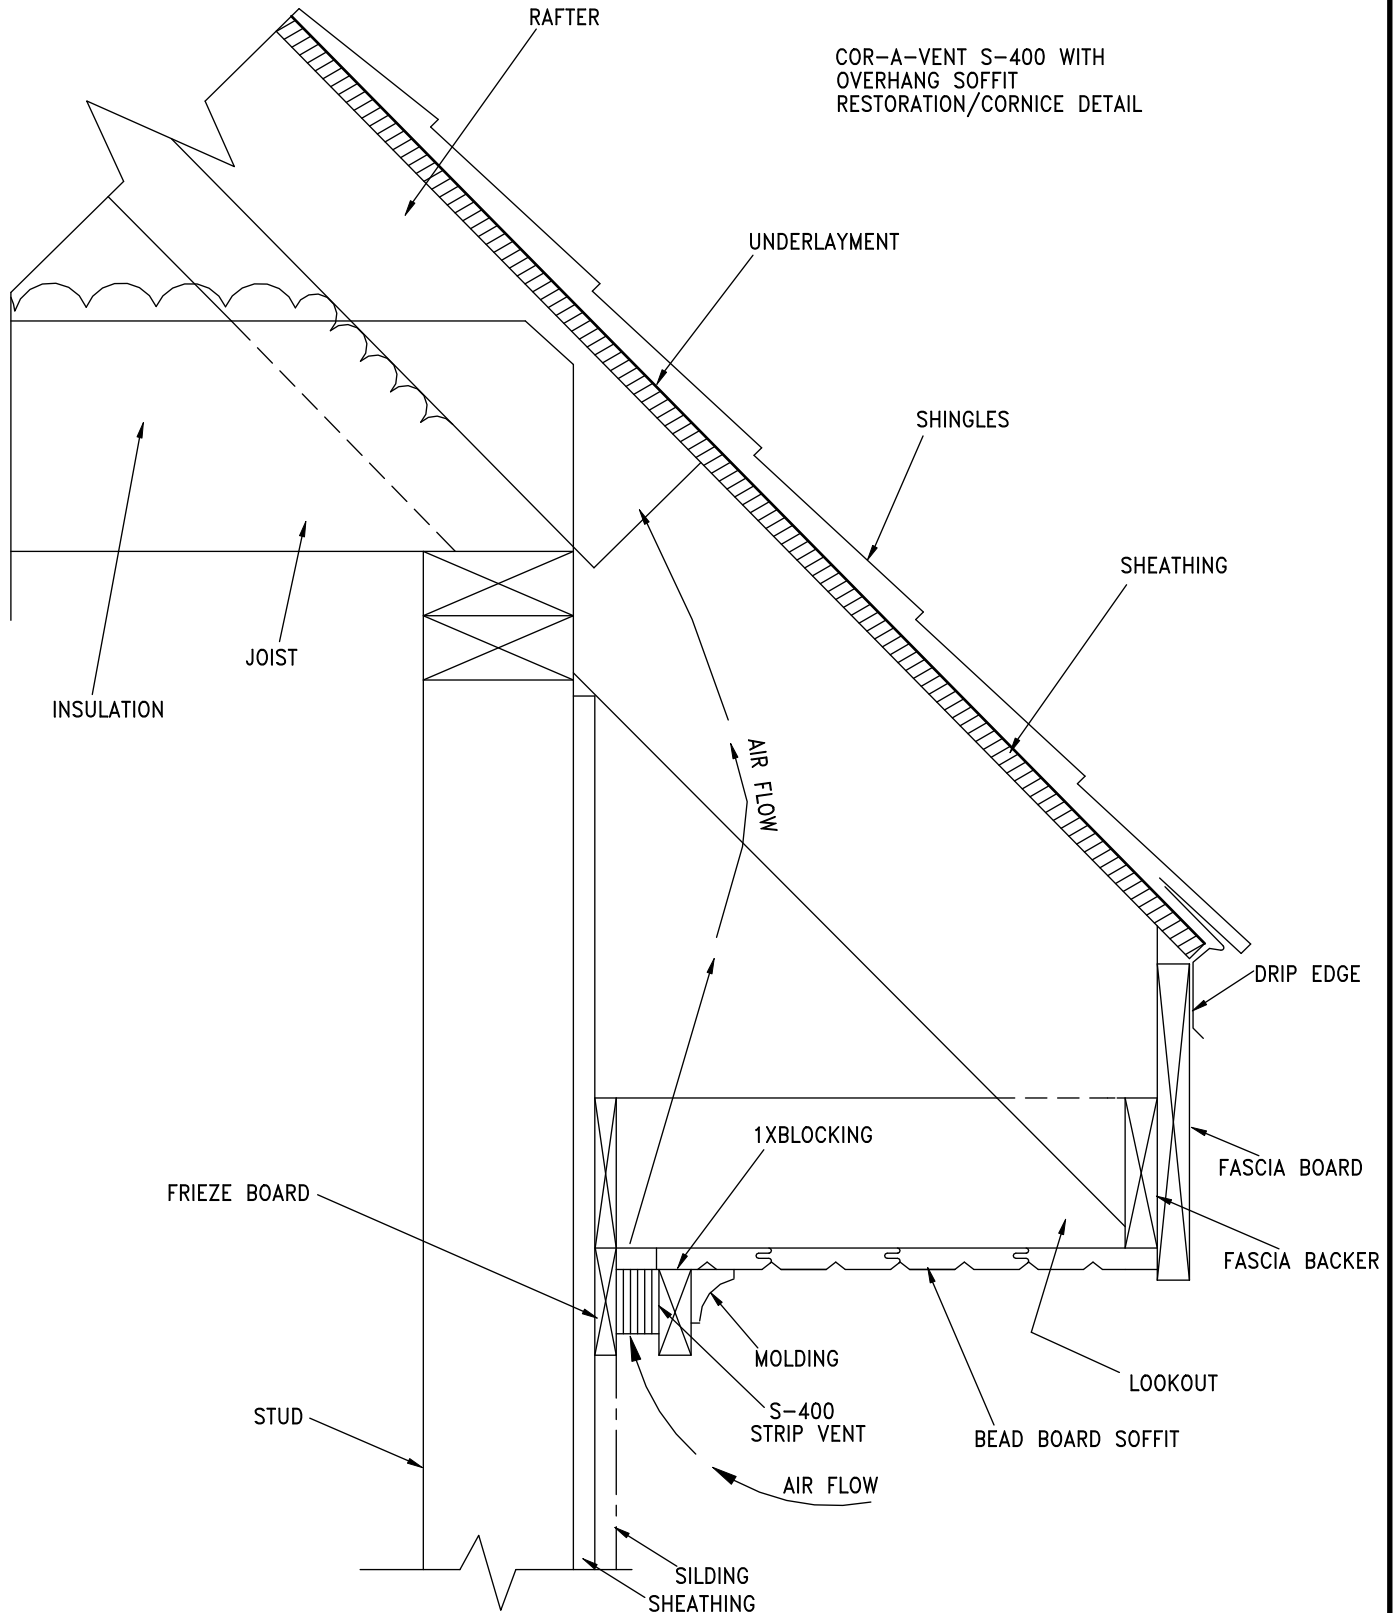 RAFTER
COR-A-VENT S-400 WITH
OVERHANG SOFFIT
RESTORATION/CORNICE DETAIL
UNDERLAYMENT
SHINGLES
SHEATHING
JOIST
INSULATION
AIR FLOW
DRIP EDGE
1XBLOCKING
FASCIA BOARD
FRIEZE BOARD
FASCIA BACKER
MOLDING
LOOKOUT
S-400
STRIP VENT
STUD
BEAD BOARD SOFFIT
AIR FLOW
SILDING
SHEATHING